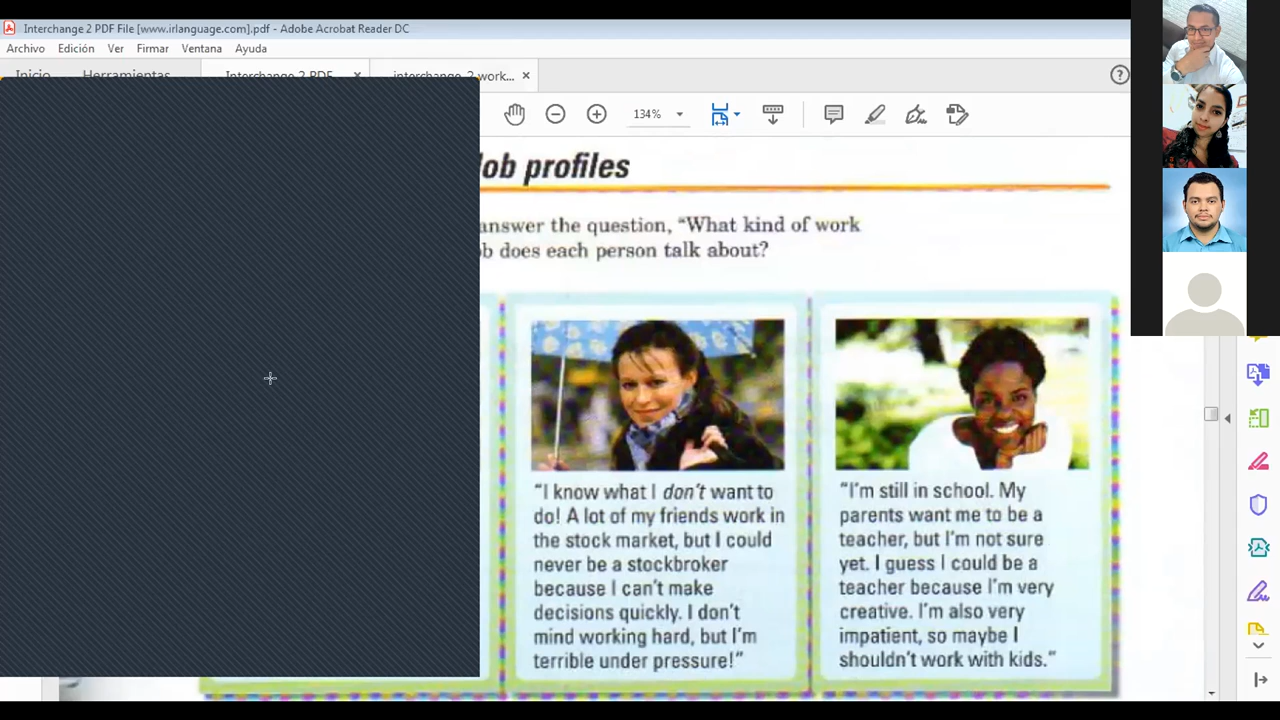 Interchange 2 PDF File [www.irlanguage.com].pdf - Adobe Acrobat Reader DC
Archivo Edición Ver Firmar Ventana Ayuda
Inicio Herramientas Interchange 2 PDF... × interchange_2 work... ×
134%
Job profiles
answer the question, “What kind of work
job does each person talk about?
“I know what I don't want to
do! A lot of my friends work in
the stock market, but I could
never be a stockbroker
because I can't make
decisions quickly. I don't
mind working hard, but I'm
terrible under pressure!”
“I'm still in school. My
parents want me to be a
teacher, but I'm not sure
yet. I guess I could be a
teacher because I'm very
creative. I'm also very
impatient, so maybe I
shouldn't work with kids.”